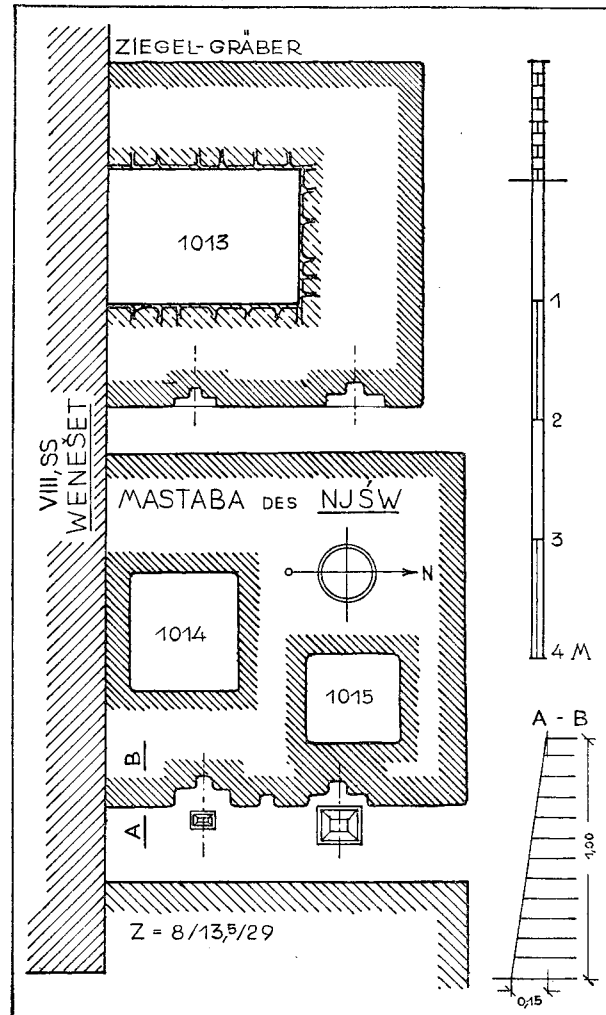 ZIEGEL-GRÄBER
1013
1
2
3
4 M
VIII, SS
WENEŠET
MASTABA DES NJŚW
N
1014
1015
B
A
A - B
1,00
0,15
Z = 8/13,5/29